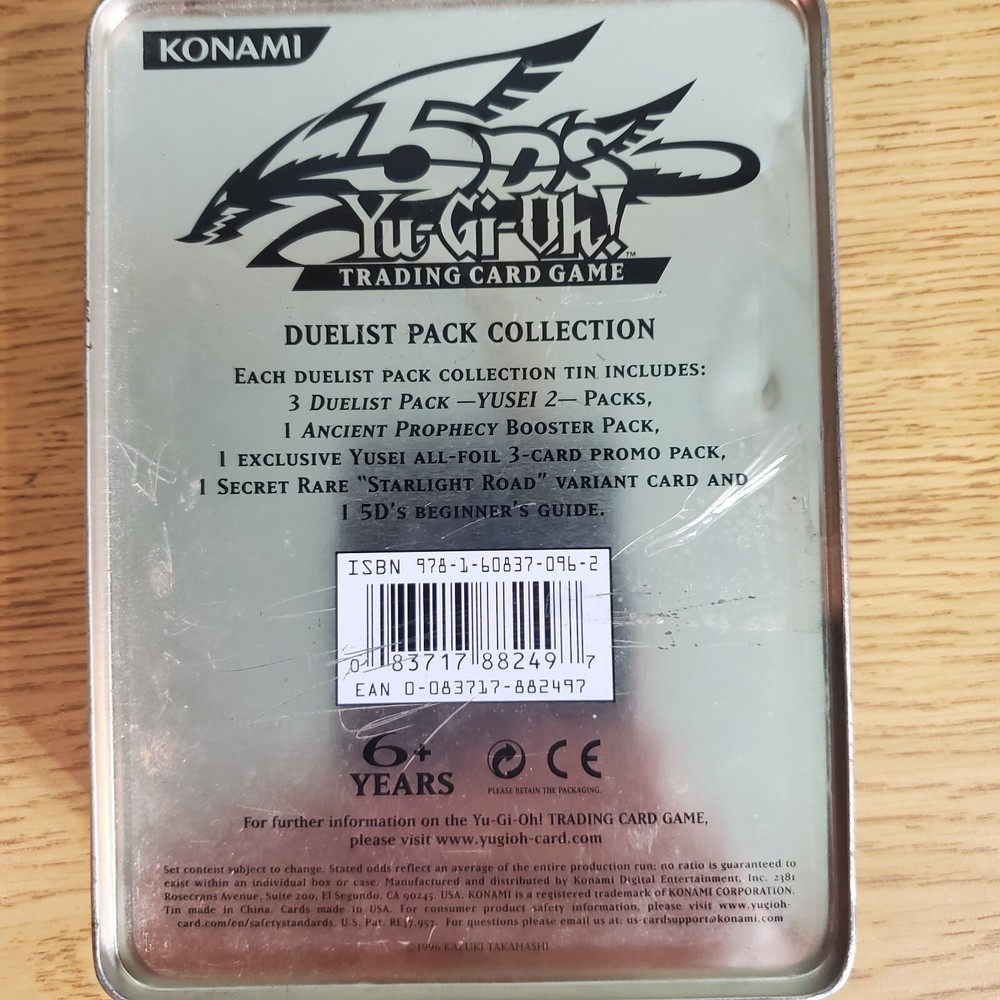 KONAMI
5D's
Yu-Gi-Oh!™
TRADING CARD GAME
DUELIST PACK COLLECTION
EACH DUELIST PACK COLLECTION TIN INCLUDES:
3 DUELIST PACK —YUSEI 2— PACKS,
1 ANCIENT PROPHECY BOOSTER PACK,
1 EXCLUSIVE YUSEI ALL-FOIL 3-CARD PROMO PACK,
1 SECRET RARE "STARLIGHT ROAD" VARIANT CARD AND
1 5D'S BEGINNER'S GUIDE.
ISBN 978-1-60837-096-2
0 83717 88249 7
EAN 0-083717-882497
6+
YEARS
CE
PLEASE RETAIN THE PACKAGING.
For further information on the Yu-Gi-Oh! TRADING CARD GAME,
please visit www.yugioh-card.com
Set content subject to change. Stated odds reflect an average of the entire production run; no ratio is guaranteed to
exist within an individual box or case. Manufactured and distributed by Konami Digital Entertainment, Inc. 2381
Rosecrans Avenue, Suite 200, El Segundo, CA 90245. USA. KONAMI is a registered trademark of KONAMI CORPORATION.
Tin made in China. Cards made in USA. For consumer product safety information, please visit www.yugioh-
card.com/en/safetystandards. U.S. Pat. RE37,957. For questions please email us at: us-cardsupport@konami.com
©1996 KAZUKI TAKAHASHI